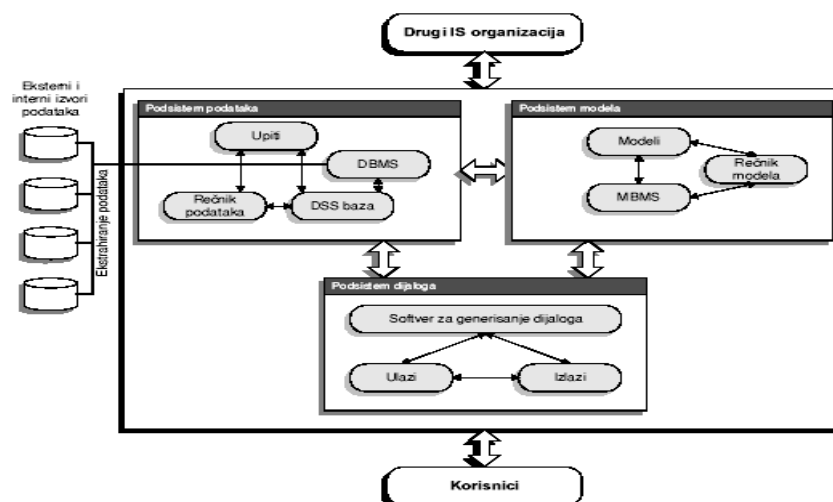 Drugi IS organizacija
Eksterni i
interni izvori
podataka
Ekstrahiranje podataka
Podsistem podataka
Upiti
DBMS
Rečnik
podataka
DSS baza
Podsistem modela
Modeli
Rečnik
modela
MBMS
Podsistem dijaloga
Softver za generisanje dijaloga
Ulazi
Izlazi
Korisnici